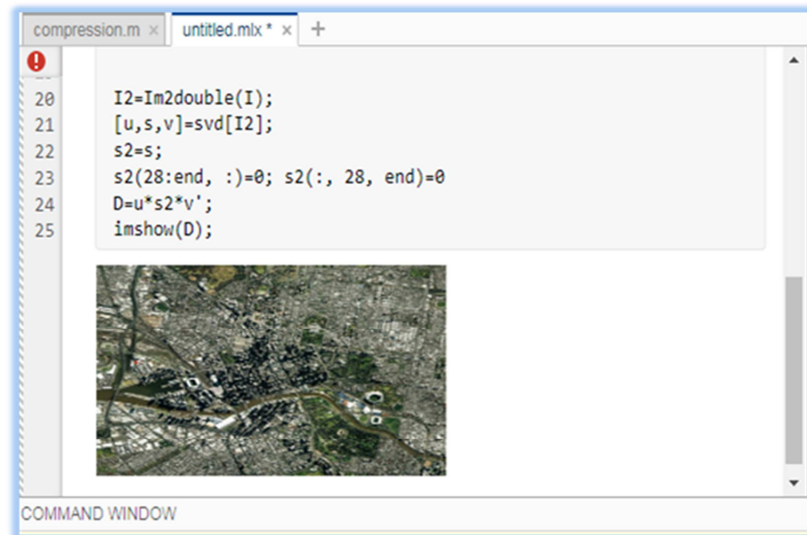 compression.m × untitled.mlx * × +
20 I2=Im2double(I);
21 [u,s,v]=svd[I2];
22 s2=s;
23 s2(28:end, :)=0; s2(:, 28, end)=0
24 D=u*s2*v';
25 imshow(D);
COMMAND WINDOW